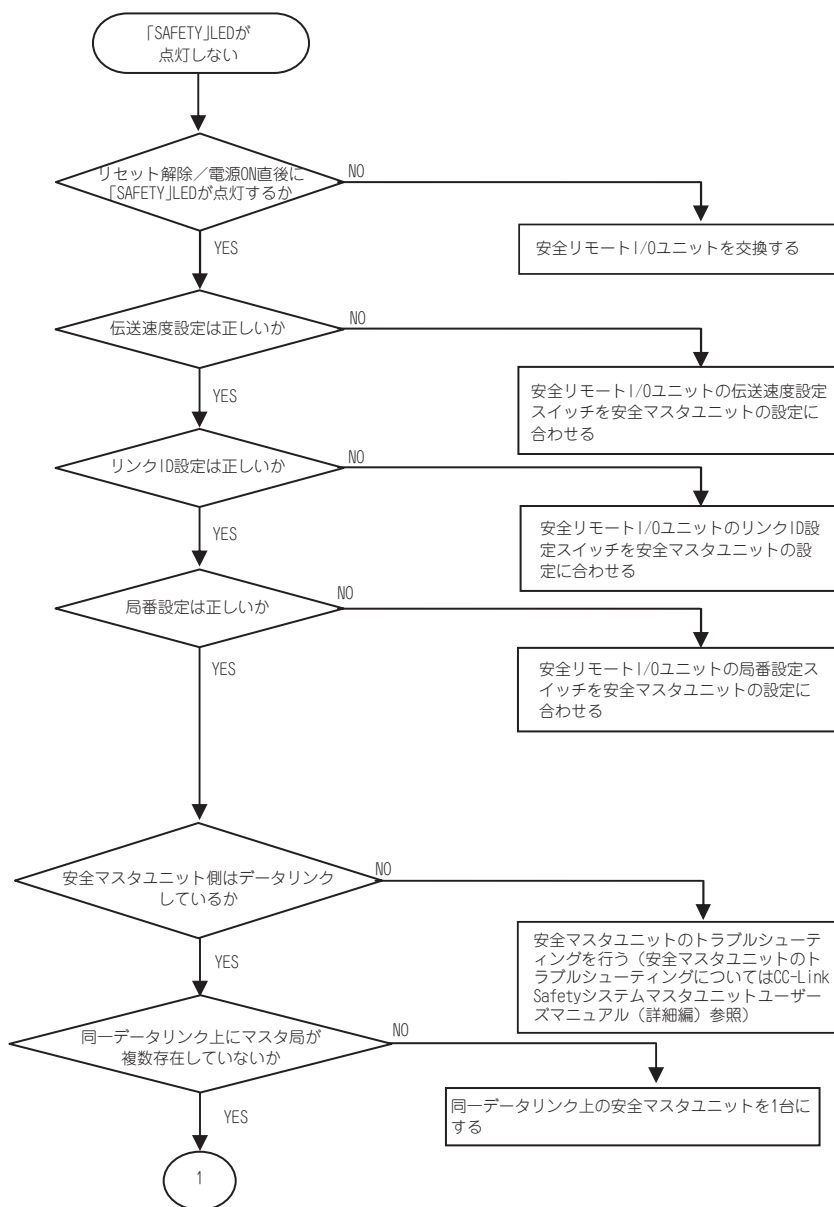 「SAFETY」LEDが
点灯しない
リセット解除／電源ON直後に
「SAFETY」LEDが点灯するか
NO
YES
安全リモートI/Oユニットを交換する
伝送速度設定は正しいか
NO
YES
安全リモートI/Oユニットの伝送速度設定
スイッチを安全マスタユニットの設定に
合わせる
リンクID設定は正しいか
NO
YES
安全リモートI/OユニットのリンクID設
定スイッチを安全マスタユニットの設
定に合わせる
局番設定は正しいか
NO
YES
安全リモートI/Oユニットの局番設定ス
イッチを安全マスタユニットの設定に
合わせる
安全マスタユニット側はデータリンク
しているか
NO
YES
安全マスタユニットのトラブルシューテ
ィングを行う（安全マスタユニットのト
ラブルシューティングについてはCC-Link
Safetyシステムマスタユニットユーザー
ズマニュアル（詳細編）参照）
同一データリンク上にマスタ局が
複数存在していないか
NO
YES
同一データリンク上の安全マスタユニットを1台に
する
1